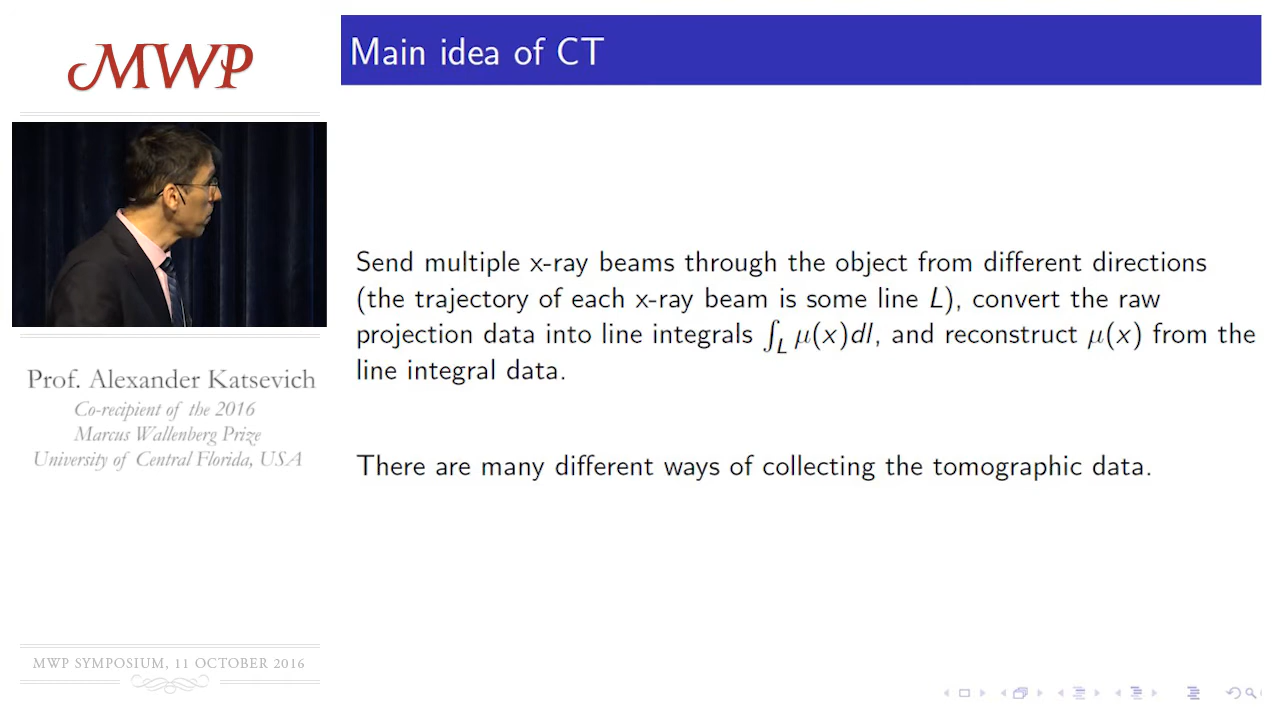 MWP
Main idea of CT
Send multiple x-ray beams through the object from different directions
(the trajectory of each x-ray beam is some line L), convert the raw
projection data into line integrals ∫_L μ(x)dl, and reconstruct μ(x) from the
line integral data.
There are many different ways of collecting the tomographic data.
Prof. Alexander Katsevich
Co-recipient of the 2016
Marcus Wallenberg Prize
University of Central Florida, USA
MWP SYMPOSIUM, 11 OCTOBER 2016